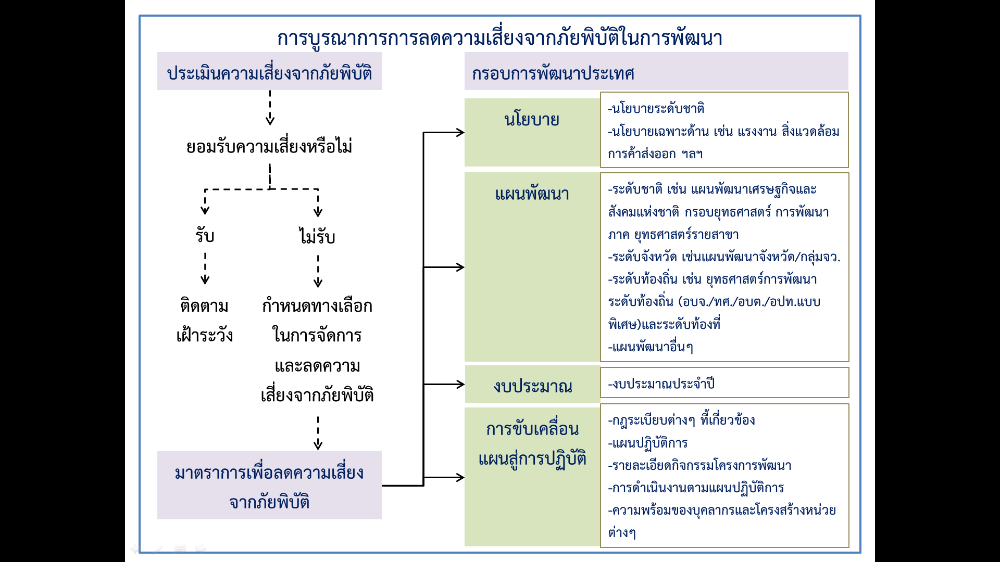 การบูรณาการการลดความเสี่ยงจากภัยพิบัติในการพัฒนา
ประเมินความเสี่ยงจากภัยพิบัติ
ยอมรับความเสี่ยงหรือไม่
รับ
ไม่รับ
ติดตาม
เฝ้าระวัง
กำหนดทางเลือก
ในการจัดการ
และลดความ
เสี่ยงจากภัยพิบัติ
มาตราการเพื่อลดความเสี่ยง
จากภัยพิบัติ
กรอบการพัฒนาประเทศ
นโยบาย
-นโยบายระดับชาติ
-นโยบายเฉพาะด้าน เช่น แรงงาน สิ่งแวดล้อม
การค้าส่งออก ฯลฯ
แผนพัฒนา
-ระดับชาติ เช่น แผนพัฒนาเศรษฐกิจและ
สังคมแห่งชาติ กรอบยุทธศาสตร์ การพัฒนา
ภาค ยุทธศาสตร์รายสาขา
-ระดับจังหวัด เช่นแผนพัฒนาจังหวัด/กลุ่มจว.
-ระดับท้องถิ่น เช่น ยุทธศาสตร์การพัฒนา
ระดับท้องถิ่น (อบจ./ทศ./อบต./อปท.แบบ
พิเศษ)และระดับท้องที่
-แผนพัฒนาอื่นๆ
งบประมาณ
-งบประมาณประจำปี
การขับเคลื่อน
แผนสู่การปฏิบัติ
-กฎระเบียบต่างๆ ที่เกี่ยวข้อง
-แผนปฏิบัติการ
-รายละเอียดกิจกรรมโครงการพัฒนา
-การดำเนินงานตามแผนปฏิบัติการ
-ความพร้อมของบุคลากรและโครงสร้างหน่วย
ต่างๆ